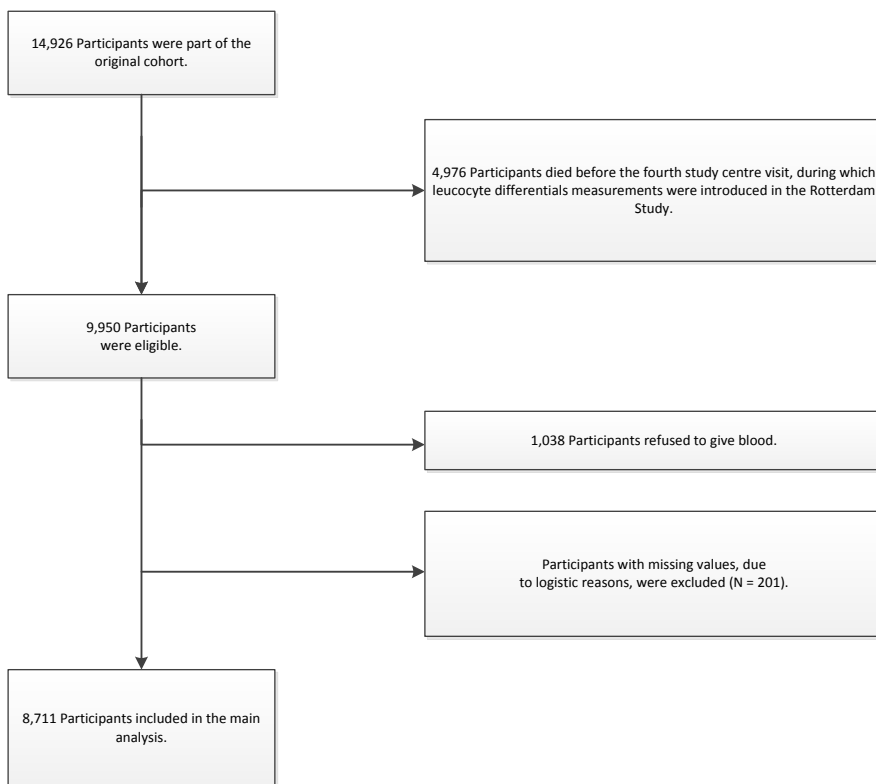 14,926 Participants were part of the
original cohort.
4,976 Participants died before the fourth study centre visit, during which
leucocyte differentials measurements were introduced in the Rotterdam
Study.
9,950 Participants
were eligible.
1,038 Participants refused to give blood.
Participants with missing values, due
to logistic reasons, were excluded (N = 201).
8,711 Participants included in the main
analysis.